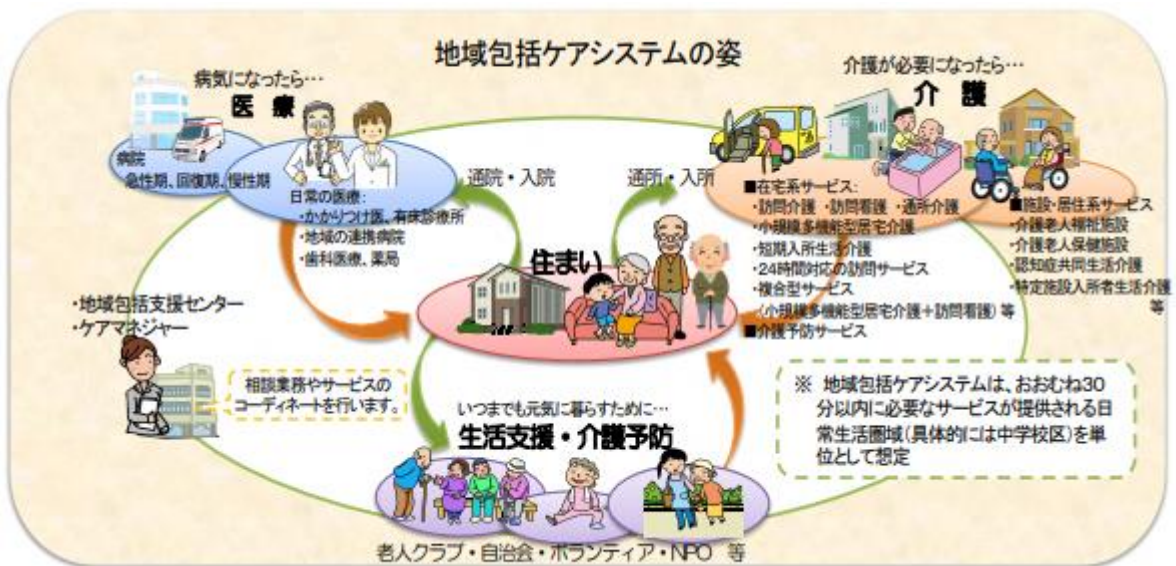 地域包括ケアシステムの姿
病気になったら…
医 療
病院
急性期、回復期、慢性期
日常の医療:
・かかりつけ医、有床診療所
・地域の連携病院
・歯科医療、薬局
通院・入院
通所・入所
介護が必要になったら…
介 護
■在宅系サービス:
・訪問介護 ・訪問看護 ・通所介護
・小規模多機能型居宅介護
・短期入所生活介護
・24時間対応の訪問サービス
・複合型サービス
(小規模多機能型居宅介護+訪問看護)等
■介護予防サービス
■施設・居住系サービス
・介護老人福祉施設
・介護老人保健施設
・認知症共同生活介護
・特定施設入所者生活介護
等
住まい
・地域包括支援センター
・ケアマネジャー
相談業務やサービスの
コーディネートを行います。
いつまでも元気に暮らすために…
生活支援・介護予防
老人クラブ・自治会・ボランティア・NPO 等
※ 地域包括ケアシステムは、おおむね30
分以内に必要なサービスが提供される日
常生活圏域(具体的には中学校区)を単
位として想定